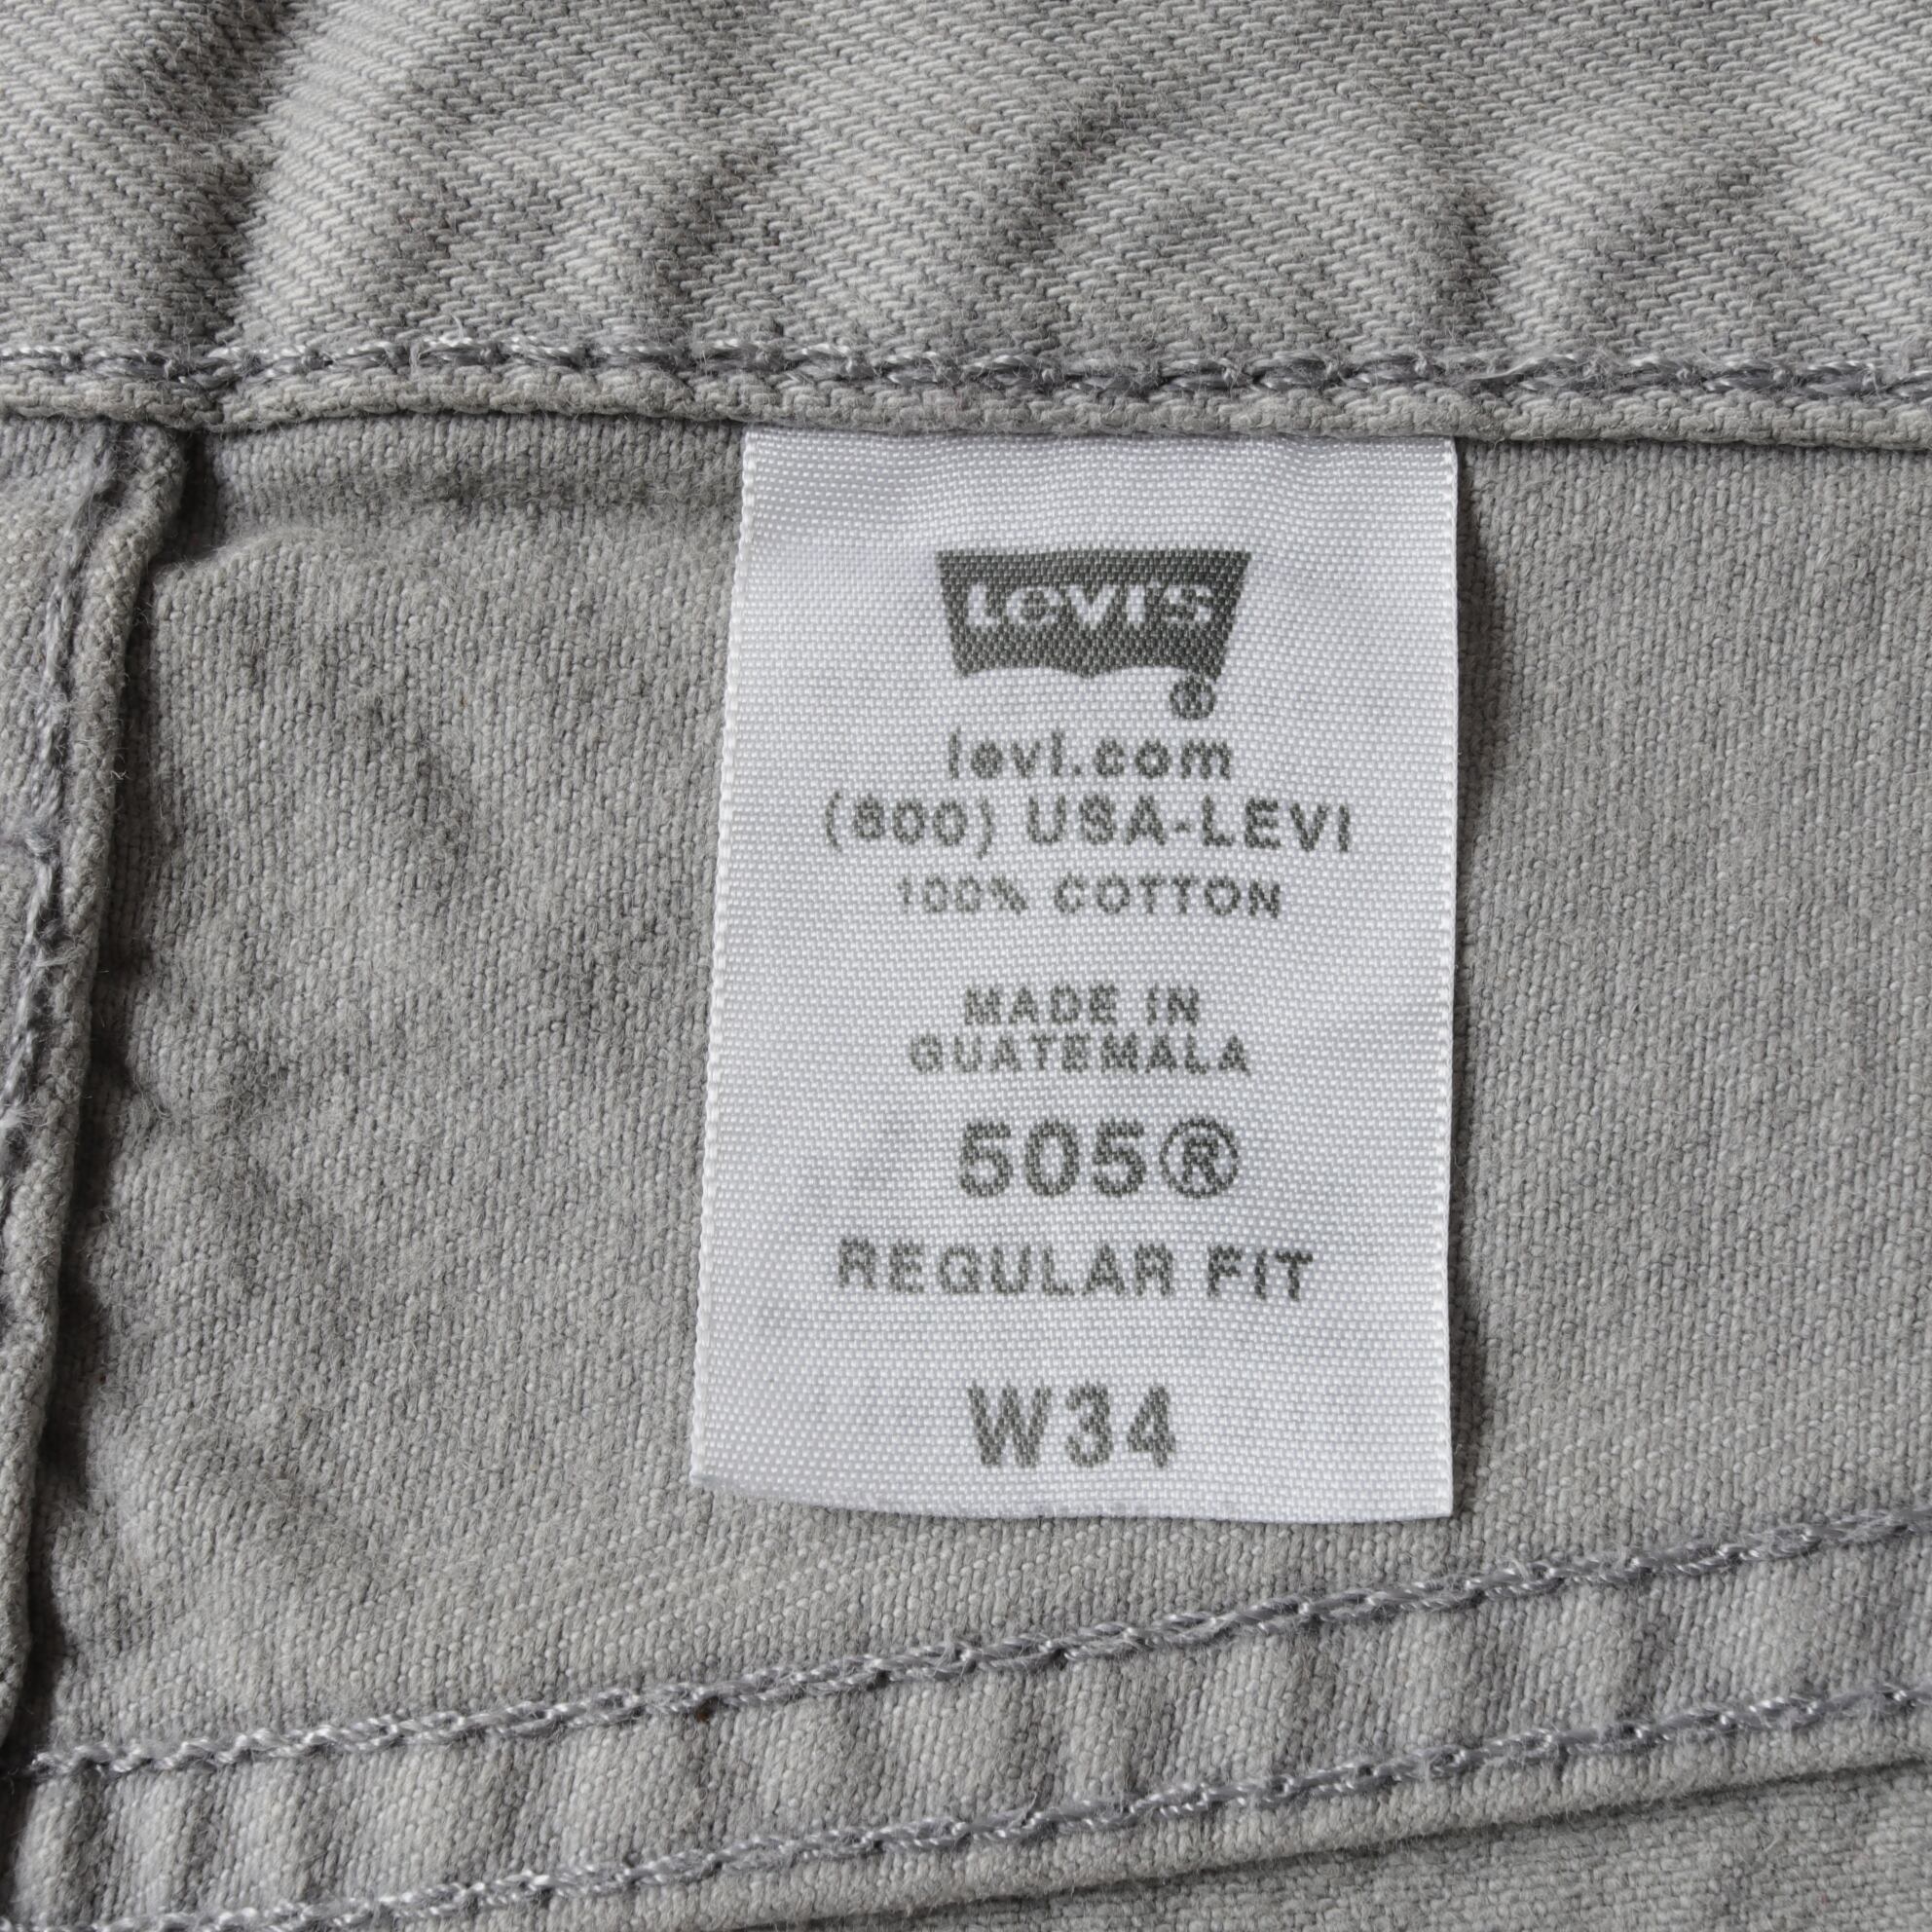 Levi's
®
levi.com
(800) USA-LEVI
100% COTTON
MADE IN
GUATEMALA
505®
REGULAR FIT
W34